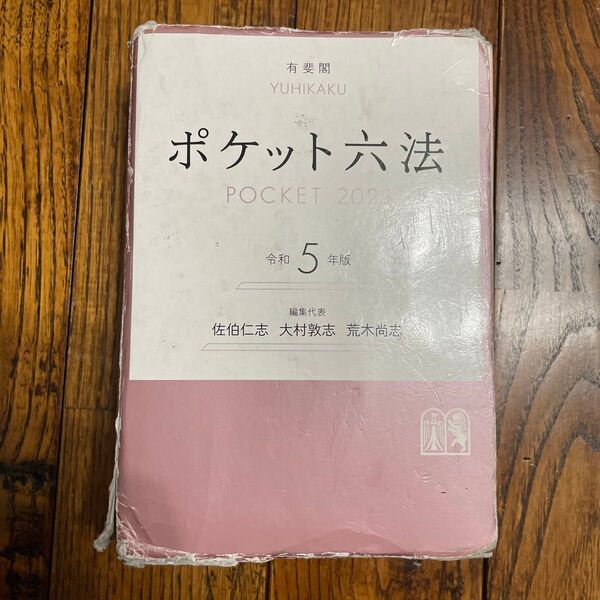 有斐閣
YUHIKAKU
ポケット六法
POCKET 2023
令和 5 年版
編集代表
佐伯仁志 大村敦志 荒木尚志